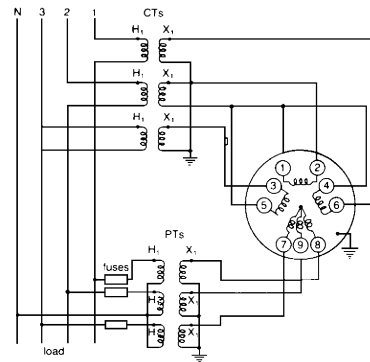 N 3 2 1 CTs
H1 X1
H1 X1
H1 X1
1 2
3 4
5 6
7 9 8
PTs
H1 X1
fuses
H1 X1
H1 X1
load